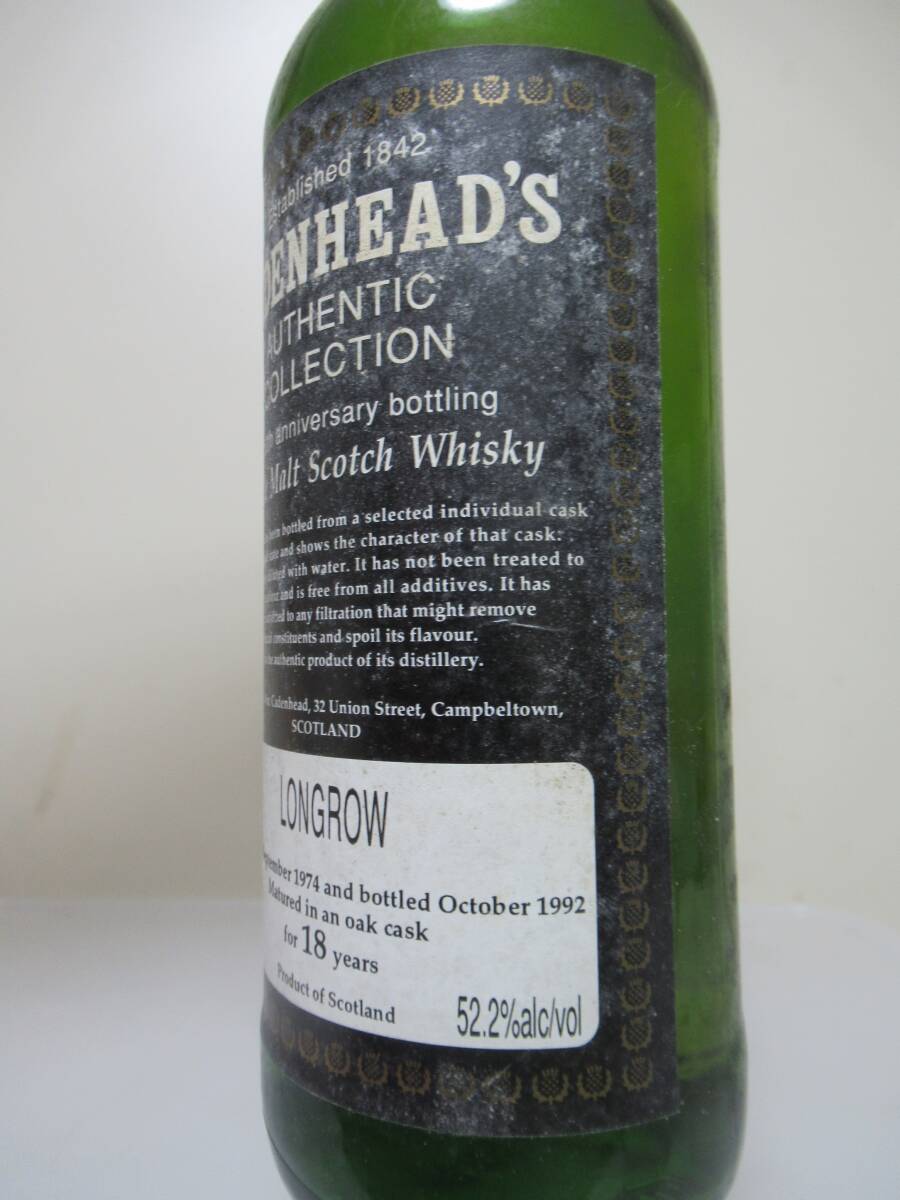 Established 1842
DENHEAD'S
AUTHENTIC
COLLECTION
anniversary bottling
Malt Scotch Whisky
been bottled from a selected individual cask
and shows the character of that cask:
with water. It has not been treated to
and is free from all additives. It has
to any filtration that might remove
constituents and spoil its flavour.
authentic product of its distillery.
Cadenhead, 32 Union Street, Campbeltown,
SCOTLAND
LONGROW
1974 and bottled October 1992
Matured in an oak cask
for 18 years
Product of Scotland
52.2%alc/vol